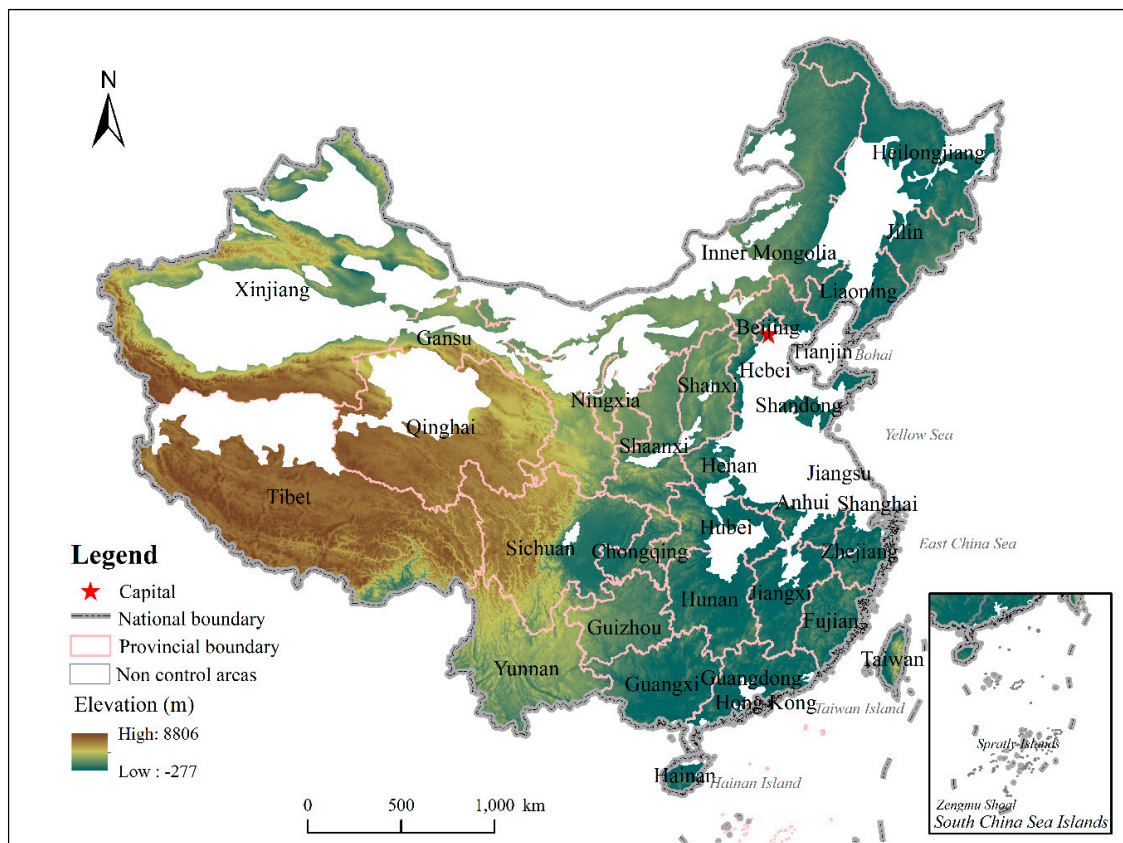 N
Heilongjiang
Jilin
Inner Mongolia
Liaoning
Xinjiang
Beijing
Gansu
Tianjin
Bohai
Hebei
Shanxi
Ningxia
Shandong
Qinghai
Shaanxi
Yellow Sea
Henan
Jiangsu
Tibet
Anhui
Shanghai
Hubei
East China Sea
Sichuan
Chongqing
Zhejiang
Hunan
Jiangxi
Guizhou
Fujian
Yunnan
Taiwan
Guangxi
Guangdong
Hong Kong
Taiwan Island
Hainan
Hainan Island
Legend
Capital
National boundary
Provincial boundary
Non control areas
Elevation (m)
High: 8806
Low : -277
0 500 1,000 km
Spratly Islands
Zengmu Shoal
South China Sea Islands